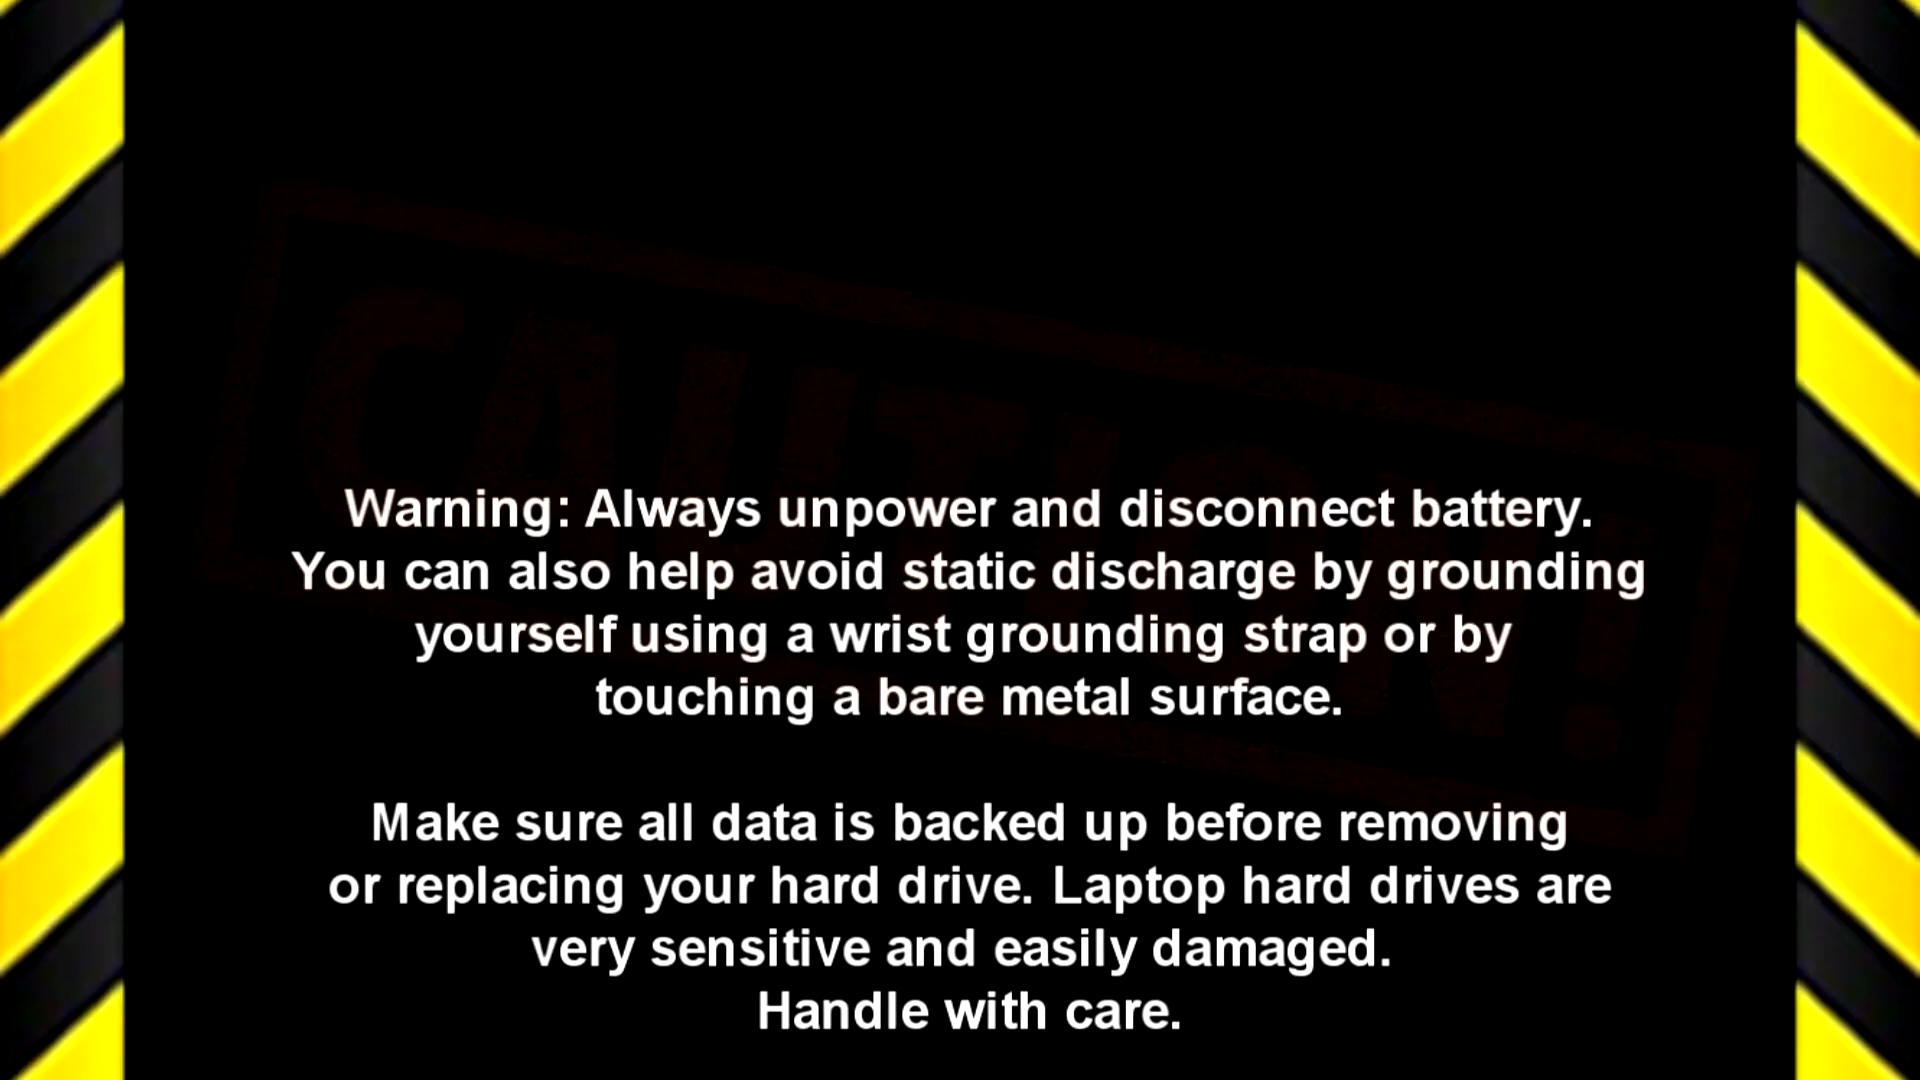 CAUTION!
Warning: Always unpower and disconnect battery.
You can also help avoid static discharge by grounding
yourself using a wrist grounding strap or by
touching a bare metal surface.
Make sure all data is backed up before removing
or replacing your hard drive. Laptop hard drives are
very sensitive and easily damaged.
Handle with care.